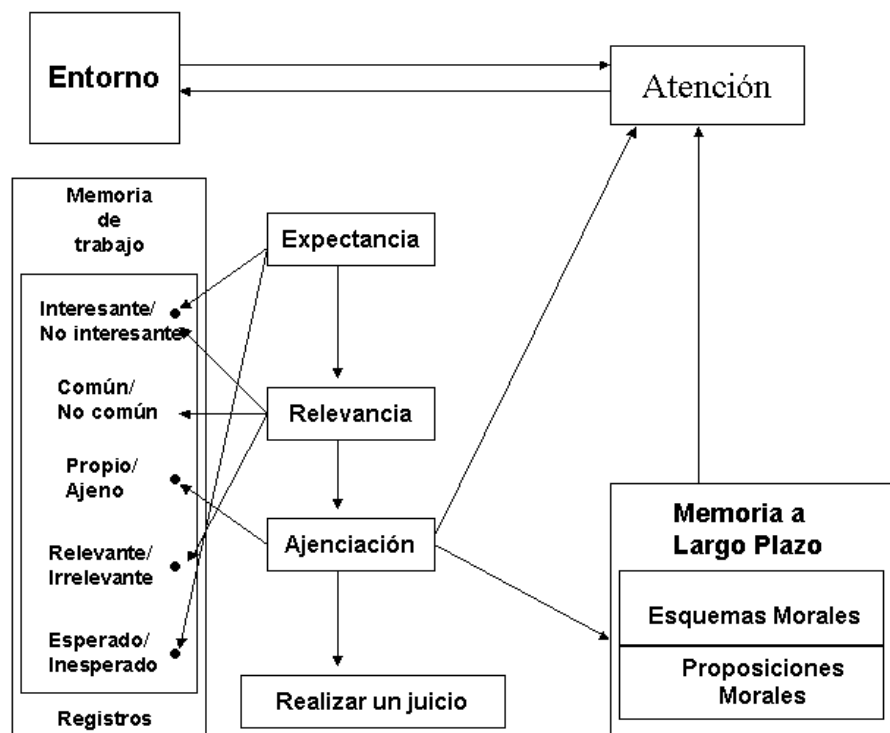 Entorno
Atención
Memoria
de
trabajo
Interesante/
No interesante
Común/
No común
Propio/
Ajeno
Relevante/
Irrelevante
Esperado/
Inesperado
Registros
Expectancia
Relevancia
Ajenciación
Realizar un juicio
Memoria a
Largo Plazo
Esquemas Morales
Proposiciones
Morales